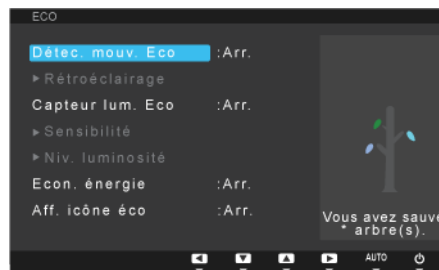 ECO
Détec. mouv. Eco :Arr.
▸Rétroéclairage
Capteur lum. Eco :Arr.
▸Sensibilité
▸Niv. luminosité
Econ. énergie :Arr.
Aff. icône éco :Arr.
Vous avez sauvé
* arbre(s).
AUTO